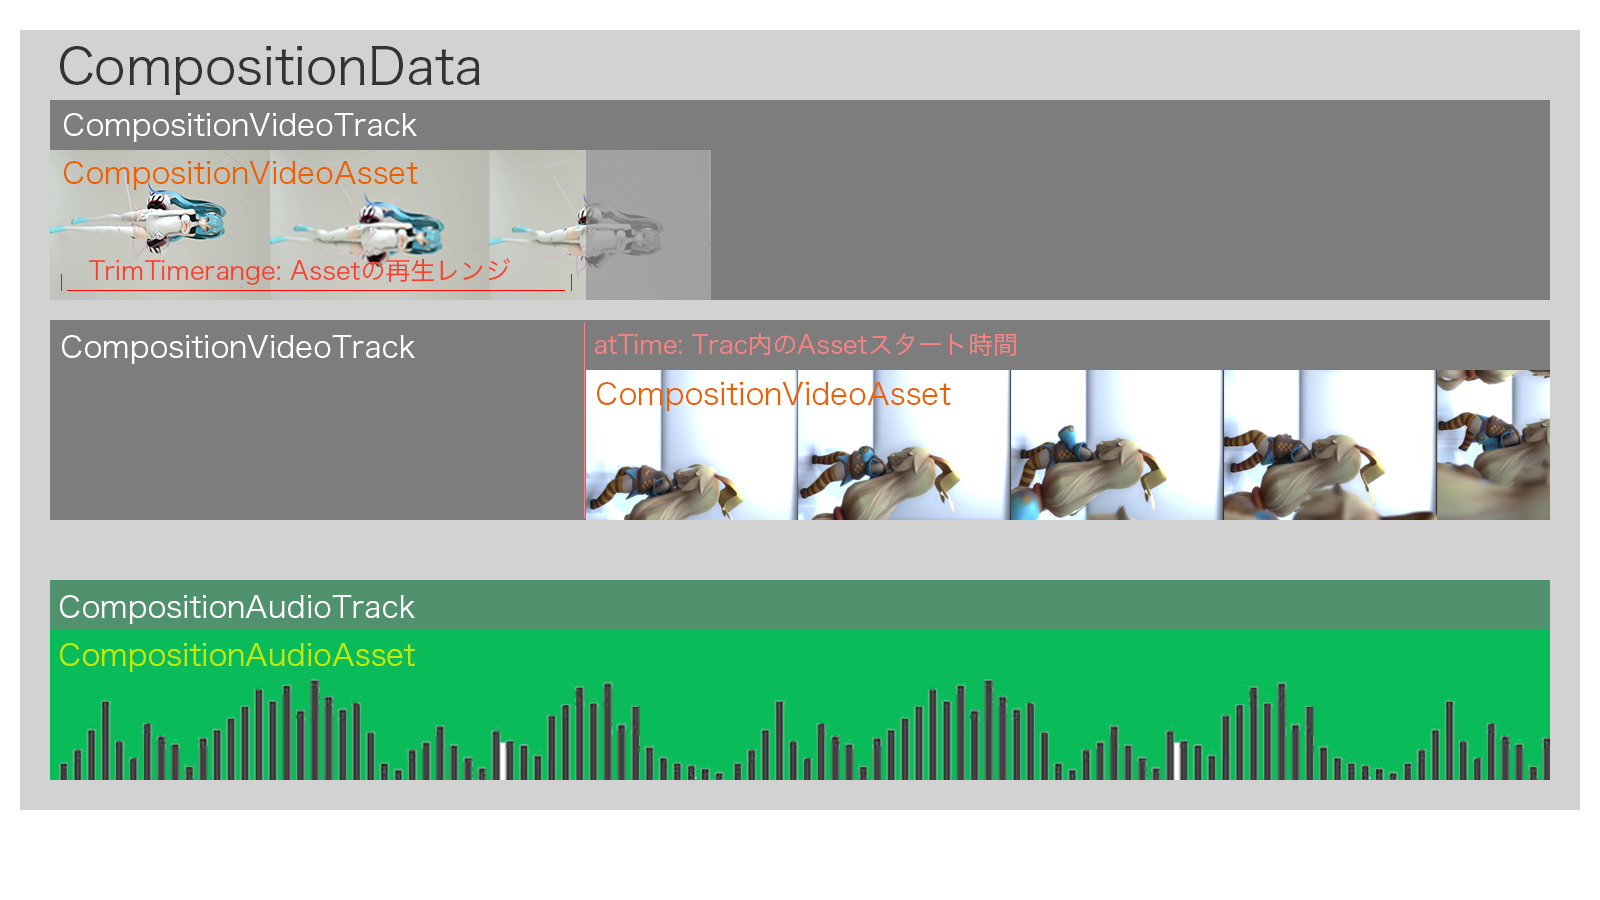 CompositionData
CompositionVideoTrack
CompositionVideoAsset
TrimTimerange: Assetの再生レンジ
CompositionVideoTrack
atTime: Trac内のAssetスタート時間
CompositionVideoAsset
CompositionAudioTrack
CompositionAudioAsset